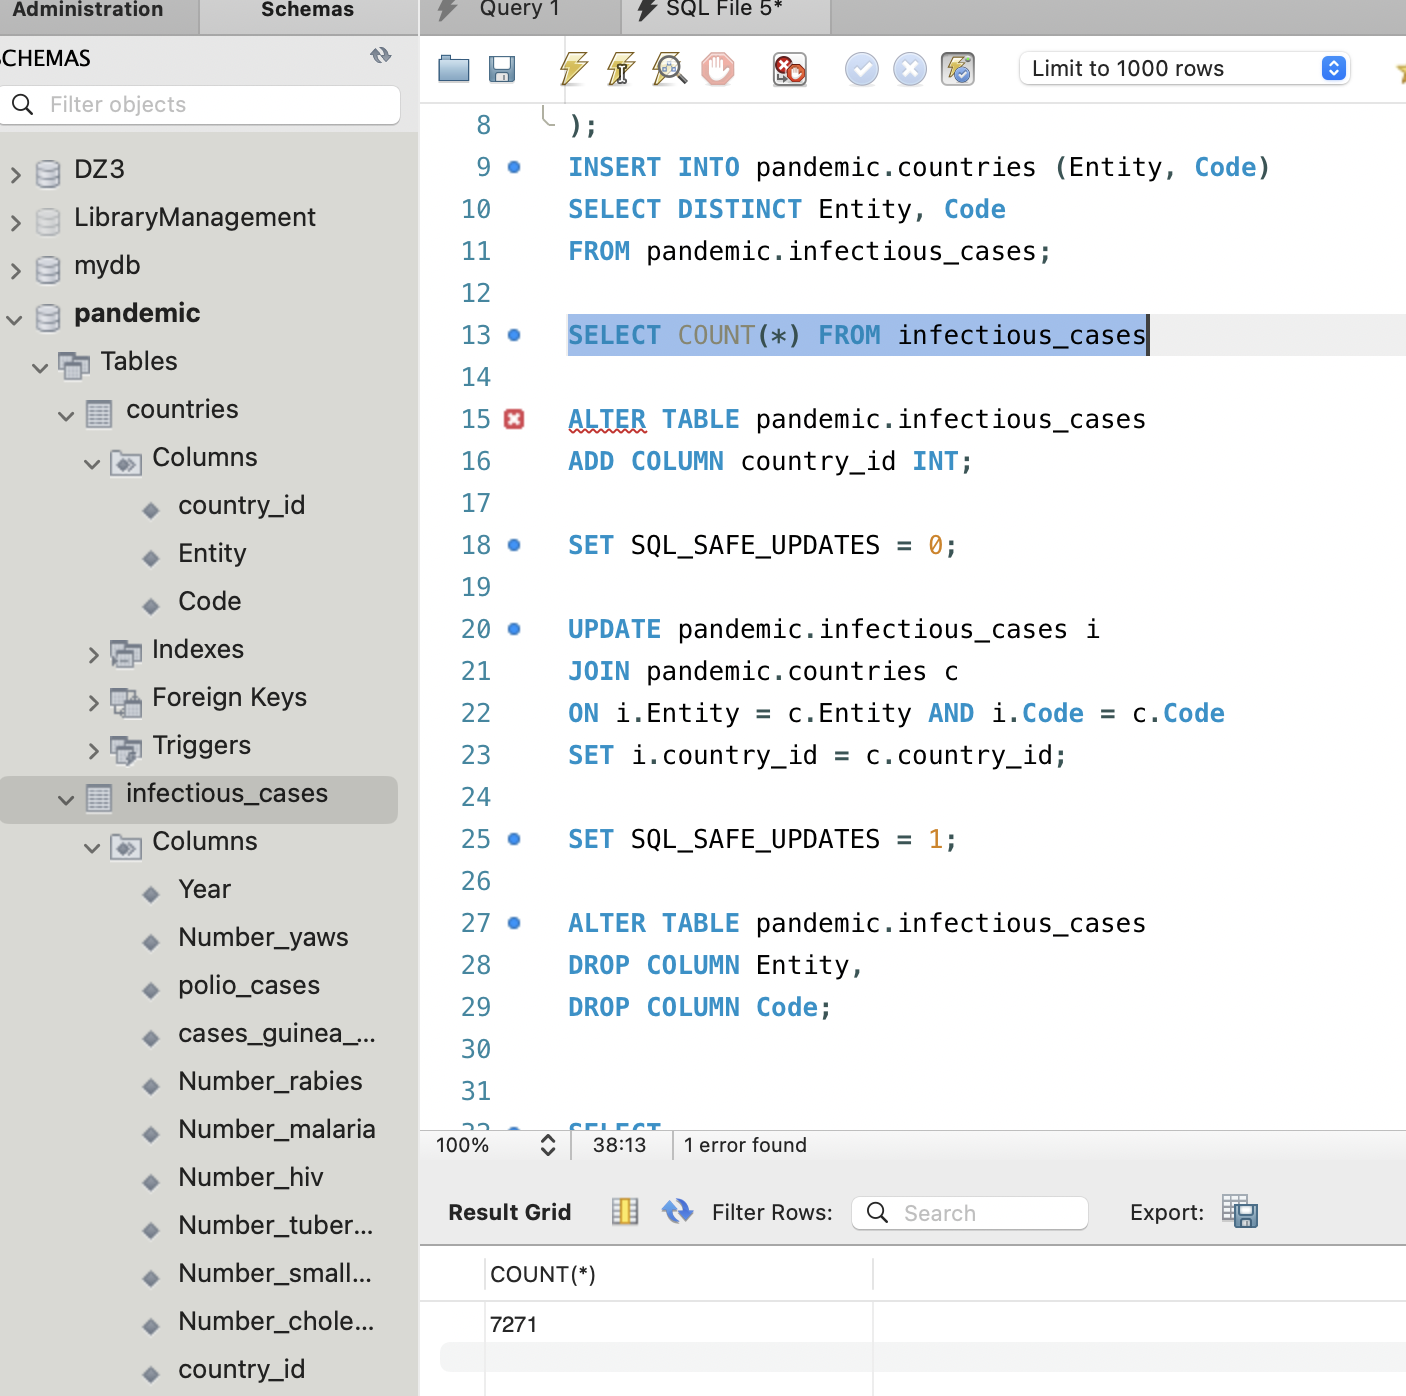 Administration
Schemas
Query 1
SQL File 5*
SCHEMAS
Filter objects
Limit to 1000 rows
DZ3
LibraryManagement
mydb
pandemic
Tables
countries
Columns
country_id
Entity
Code
Indexes
Foreign Keys
Triggers
infectious_cases
Columns
Year
Number_yaws
polio_cases
cases_guinea_...
Number_rabies
Number_malaria
Number_hiv
Number_tuber...
Number_small...
Number_chole...
country_id
8 );
9 INSERT INTO pandemic.countries (Entity, Code)
10 SELECT DISTINCT Entity, Code
11 FROM pandemic.infectious_cases;
12
13 SELECT COUNT(*) FROM infectious_cases
14
15 ALTER TABLE pandemic.infectious_cases
16 ADD COLUMN country_id INT;
17
18 SET SQL_SAFE_UPDATES = 0;
19
20 UPDATE pandemic.infectious_cases i
21 JOIN pandemic.countries c
22 ON i.Entity = c.Entity AND i.Code = c.Code
23 SET i.country_id = c.country_id;
24
25 SET SQL_SAFE_UPDATES = 1;
26
27 ALTER TABLE pandemic.infectious_cases
28 DROP COLUMN Entity,
29 DROP COLUMN Code;
30
31
32 SELECT
100%
38:13
1 error found
Result Grid
Filter Rows:
Search
Export:
COUNT(*)
7271